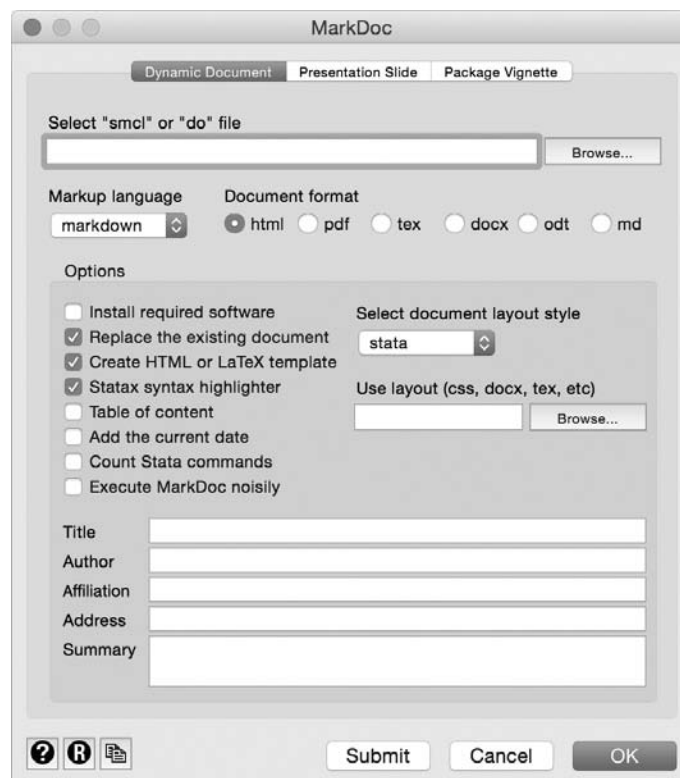 MarkDoc
Dynamic Document Presentation Slide Package Vignette
Select "smcl" or "do" file
Browse...
Markup language Document format
markdown html pdf tex docx odt md
Options
Install required software
Replace the existing document
Create HTML or LaTeX template
Statax syntax highlighter
Table of content
Add the current date
Count Stata commands
Execute MarkDoc noisily
Select document layout style
stata
Use layout (css, docx, tex, etc)
Browse...
Title
Author
Affiliation
Address
Summary
? R Submit Cancel OK